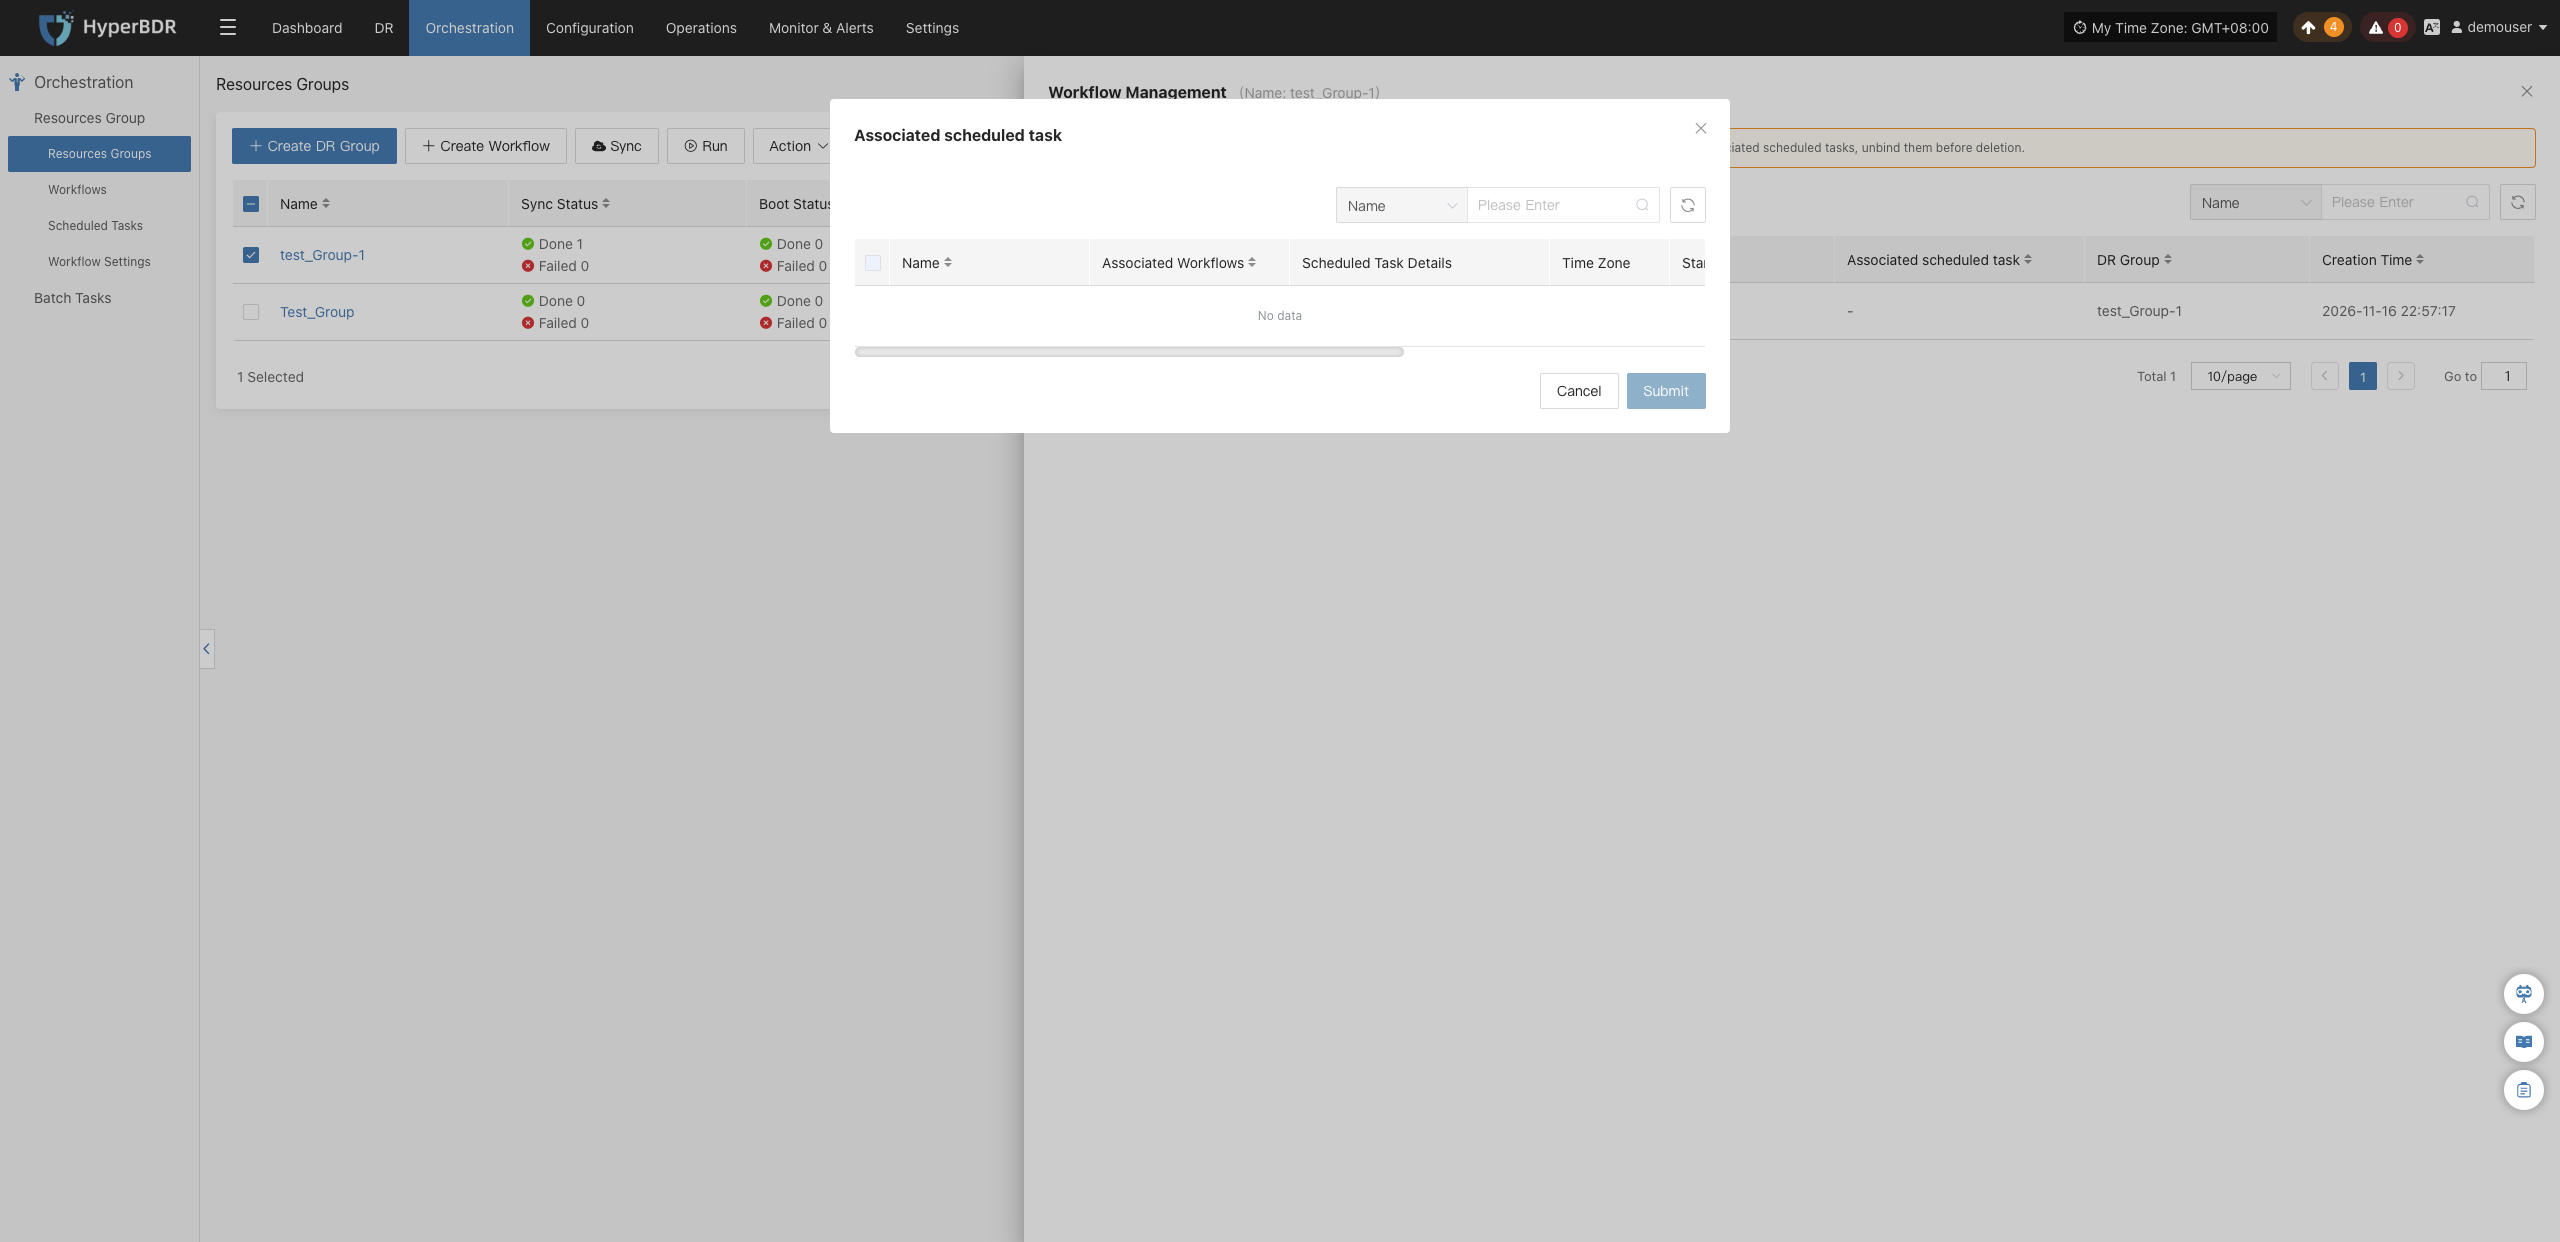 HyperBDR
Dashboard
DR
Orchestration
Configuration
Operations
Monitor & Alerts
Settings
My Time Zone: GMT+08:00
4
0
demouser
Orchestration
Resources Group
Resources Groups
Workflows
Scheduled Tasks
Workflow Settings
Batch Tasks
Resources Groups
Create DR Group
Create Workflow
Sync
Run
Action
Name
Sync Status
Boot Status
test_Group-1
Done 1
Failed 0
Done 0
Failed 0
Test_Group
Done 0
Failed 0
Done 0
Failed 0
1 Selected
Workflow Management (Name: test_Group-1)
scheduled tasks, unbind them before deletion.
Name
Please Enter
Associated scheduled task
DR Group
Creation Time
-
test_Group-1
2026-11-16 22:57:17
Total 1
10/page
1
Go to
1
Associated scheduled task
Name
Please Enter
Name
Associated Workflows
Scheduled Task Details
Time Zone
No data
Cancel
Submit